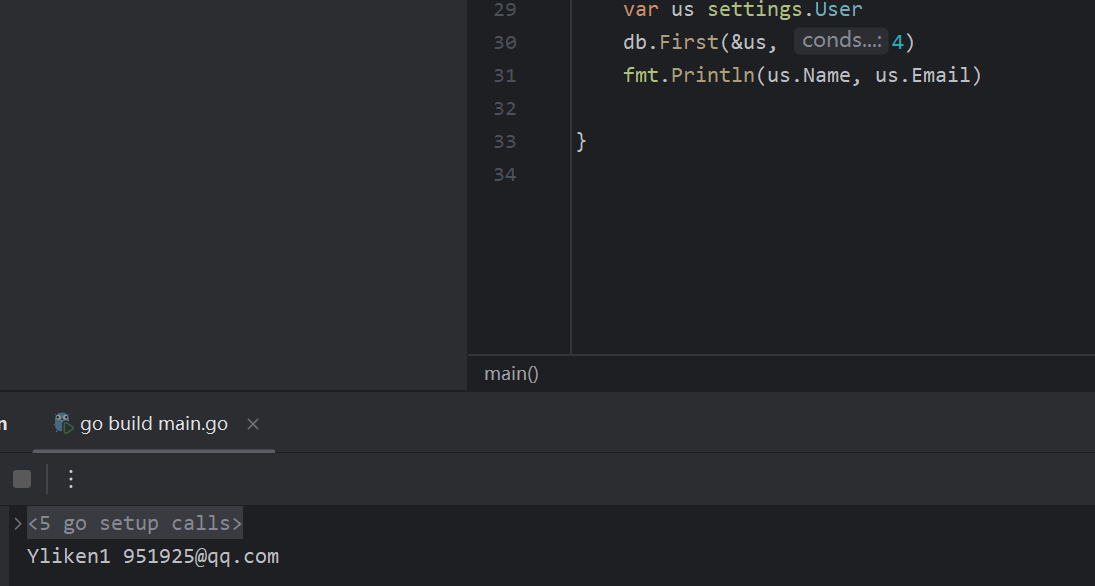 29 var us settings.User
30 db.First(&us, conds...: 4)
31 fmt.Println(us.Name, us.Email)
32
33 }
34
main()
n go build main.go ×
<5 go setup calls>
Yliken1 951925@qq.com